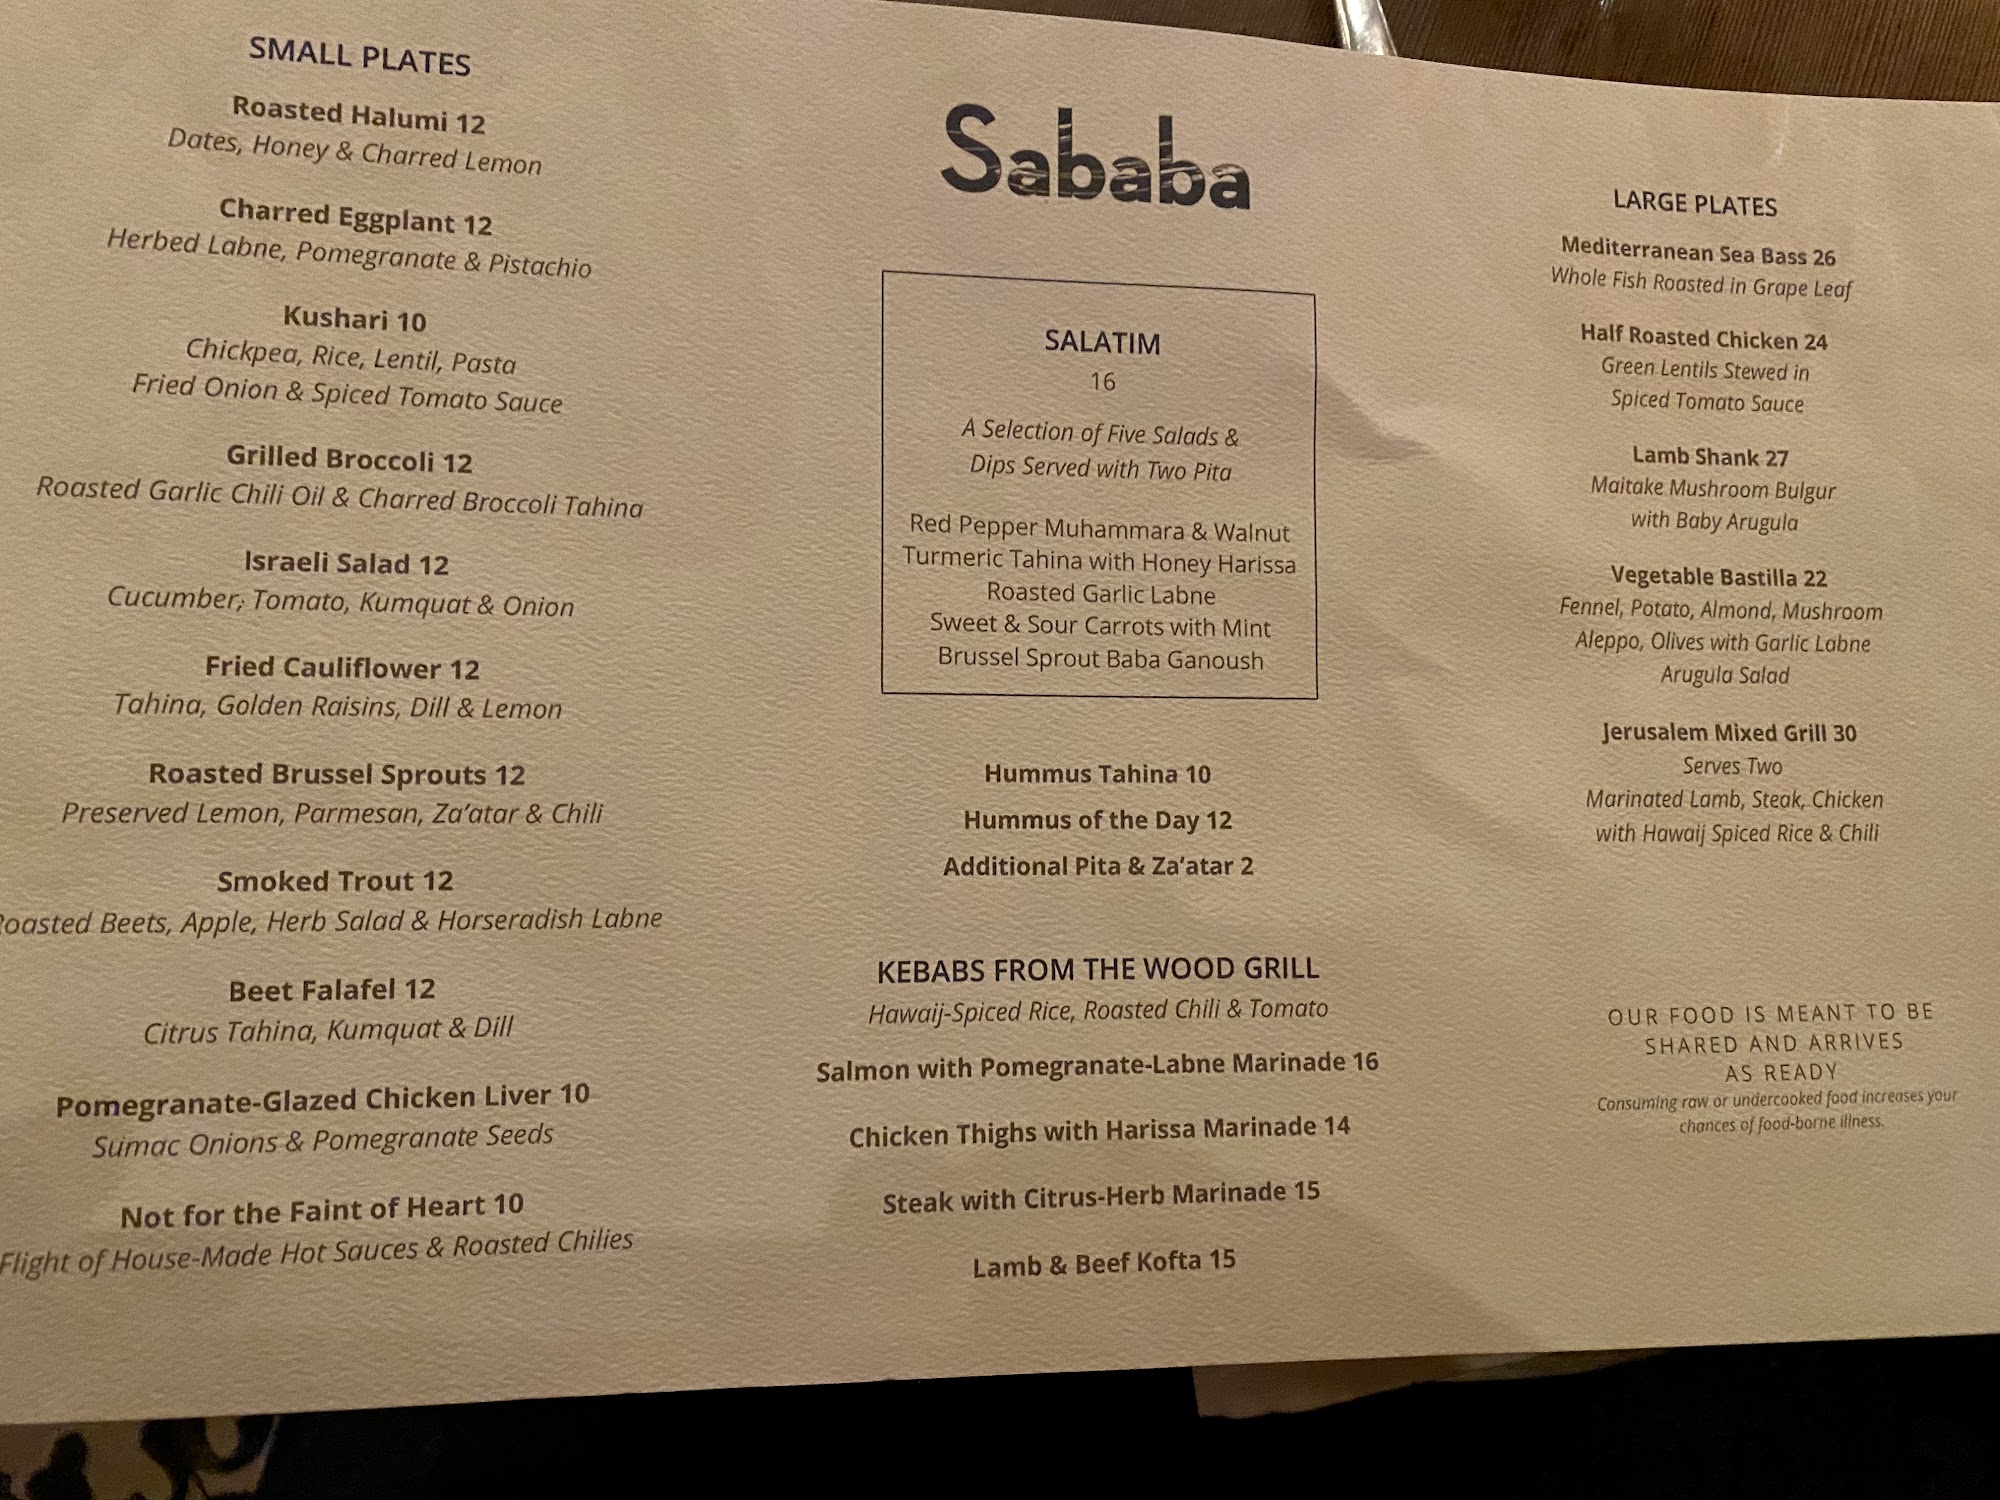 SMALL PLATES
Roasted Halumi 12
Dates, Honey & Charred Lemon
Charred Eggplant 12
Herbed Labne, Pomegranate & Pistachio
Kushari 10
Chickpea, Rice, Lentil, Pasta
Fried Onion & Spiced Tomato Sauce
Grilled Broccoli 12
Roasted Garlic Chili Oil & Charred Broccoli Tahina
Israeli Salad 12
Cucumber, Tomato, Kumquat & Onion
Fried Cauliflower 12
Tahina, Golden Raisins, Dill & Lemon
Roasted Brussel Sprouts 12
Preserved Lemon, Parmesan, Za'atar & Chili
Smoked Trout 12
Roasted Beets, Apple, Herb Salad & Horseradish Labne
Beet Falafel 12
Citrus Tahina, Kumquat & Dill
Pomegranate-Glazed Chicken Liver 10
Sumac Onions & Pomegranate Seeds
Not for the Faint of Heart 10
Flight of House-Made Hot Sauces & Roasted Chilies
Sababa
SALATIM
16
A Selection of Five Salads &
Dips Served with Two Pita
Red Pepper Muhammara & Walnut
Turmeric Tahina with Honey Harissa
Roasted Garlic Labne
Sweet & Sour Carrots with Mint
Brussel Sprout Baba Ganoush
Hummus Tahina 10
Hummus of the Day 12
Additional Pita & Za'atar 2
KEBABS FROM THE WOOD GRILL
Hawaij-Spiced Rice, Roasted Chili & Tomato
Salmon with Pomegranate-Labne Marinade 16
Chicken Thighs with Harissa Marinade 14
Steak with Citrus-Herb Marinade 15
Lamb & Beef Kofta 15
LARGE PLATES
Mediterranean Sea Bass 26
Whole Fish Roasted in Grape Leaf
Half Roasted Chicken 24
Green Lentils Stewed in
Spiced Tomato Sauce
Lamb Shank 27
Maitake Mushroom Bulgur
with Baby Arugula
Vegetable Bastilla 22
Fennel, Potato, Almond, Mushroom
Aleppo, Olives with Garlic Labne
Arugula Salad
Jerusalem Mixed Grill 30
Serves Two
Marinated Lamb, Steak, Chicken
with Hawaij Spiced Rice & Chili
OUR FOOD IS MEANT TO BE
SHARED AND ARRIVES
AS READY
Consuming raw or undercooked food increases your
chances of food-borne illness.